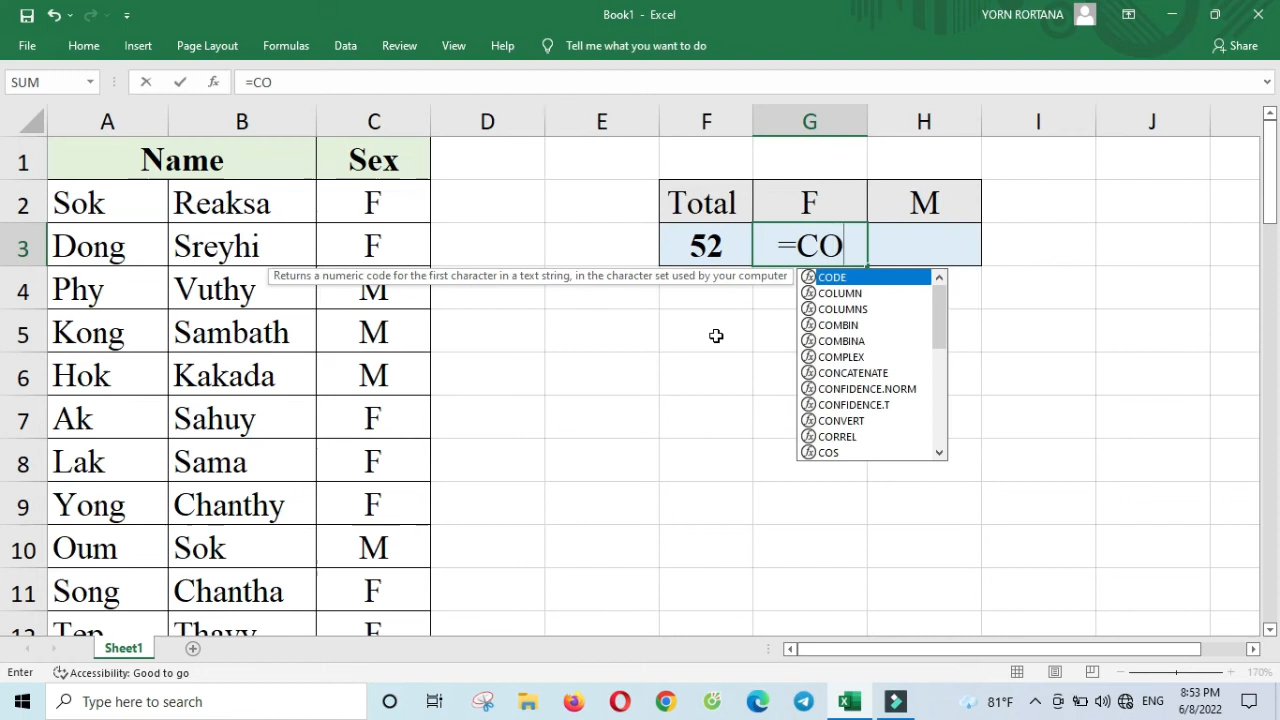 Book1 - Excel
YORN RORTANA
File Home Insert Page Layout Formulas Data Review View Help Tell me what you want to do Share
SUM =CO
A B C D E F G H I J
1 Name Sex
2 Sok Reaksa F Total F M
3 Dong Sreyhi F 52 =CO
Returns a numeric code for the first character in a text string, in the character set used by your computer
4 Phy Vuthy M
5 Kong Sambath M
6 Hok Kakada M
7 Ak Sahuy F
8 Lak Sama F
9 Yong Chanthy F
10 Oum Sok M
11 Song Chantha F
12 Tep Thavy F
CODE
COLUMN
COLUMNS
COMBIN
COMBINA
COMPLEX
CONCATENATE
CONFIDENCE.NORM
CONFIDENCE.T
CONVERT
CORREL
COS
Sheet1
Enter Accessibility: Good to go 170%
Type here to search 81°F ENG 8:53 PM
6/8/2022